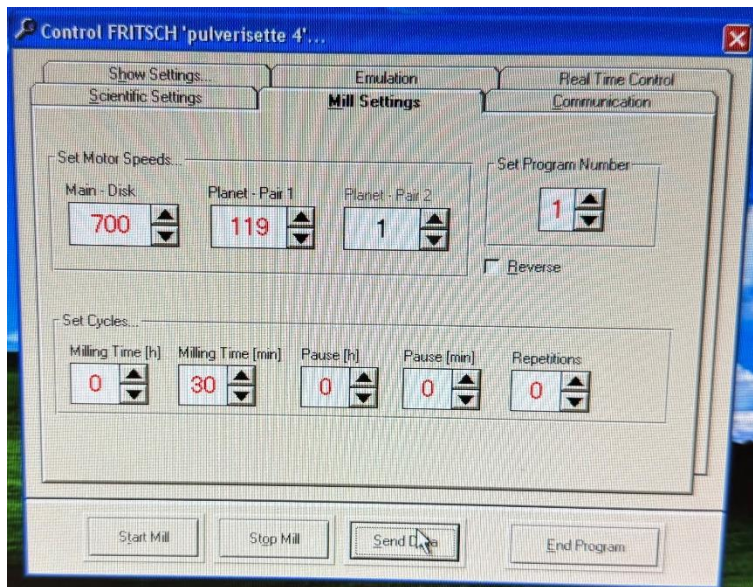 Control FRITSCH 'pulverisette 4'...
Show Settings... Emulation Real Time Control
Scientific Settings Mill Settings Communication
Set Motor Speeds... Set Program Number
Main - Disk Planet - Pair 1 Planet - Pair 2
700 119 1 1
Reverse
Set Cycles...
Milling Time [h] Milling Time [min] Pause [h] Pause [min] Repetitions
0 30 0 0 0
Start Mill Stop Mill Send End Program